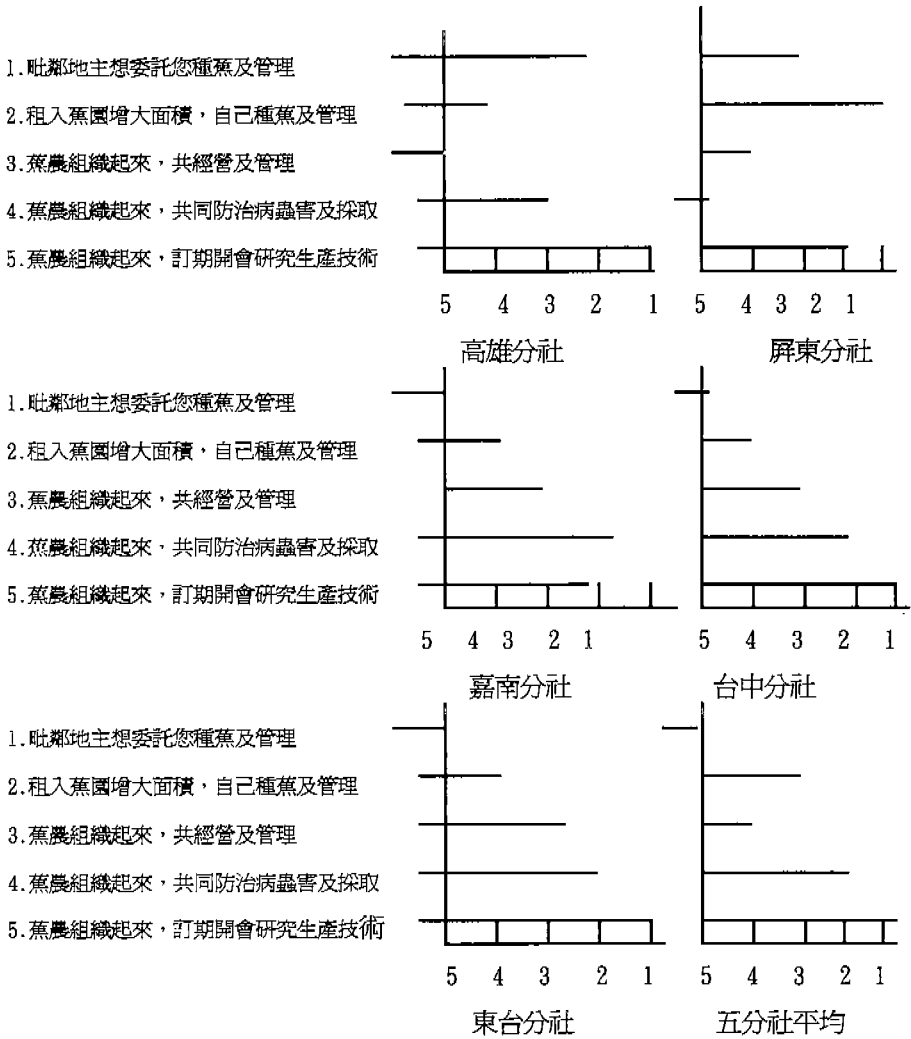 1.毗鄰地主想委託您種蕉及管理
2.租入蕉園增大面積，自己種蕉及管理
3.蕉農組織起來，共經營及管理
4.蕉農組織起來，共同防治病蟲害及採取
5.蕉農組織起來，訂期開會研究生產技術
5 4 3 2 1
5 4 3 2 1
高雄分社
屏東分社
1.毗鄰地主想委託您種蕉及管理
2.租入蕉園增大面積，自己種蕉及管理
3.蕉農組織起來，共經營及管理
4.蕉農組織起來，共同防治病蟲害及採取
5.蕉農組織起來，訂期開會研究生產技術
5 4 3 2 1
5 4 3 2 1
嘉南分社
台中分社
1.毗鄰地主想委託您種蕉及管理
2.租入蕉園增大面積，自己種蕉及管理
3.蕉農組織起來，共經營及管理
4.蕉農組織起來，共同防治病蟲害及採取
5.蕉農組織起來，訂期開會研究生產技術
5 4 3 2 1
5 4 3 2 1
東台分社
五分社平均